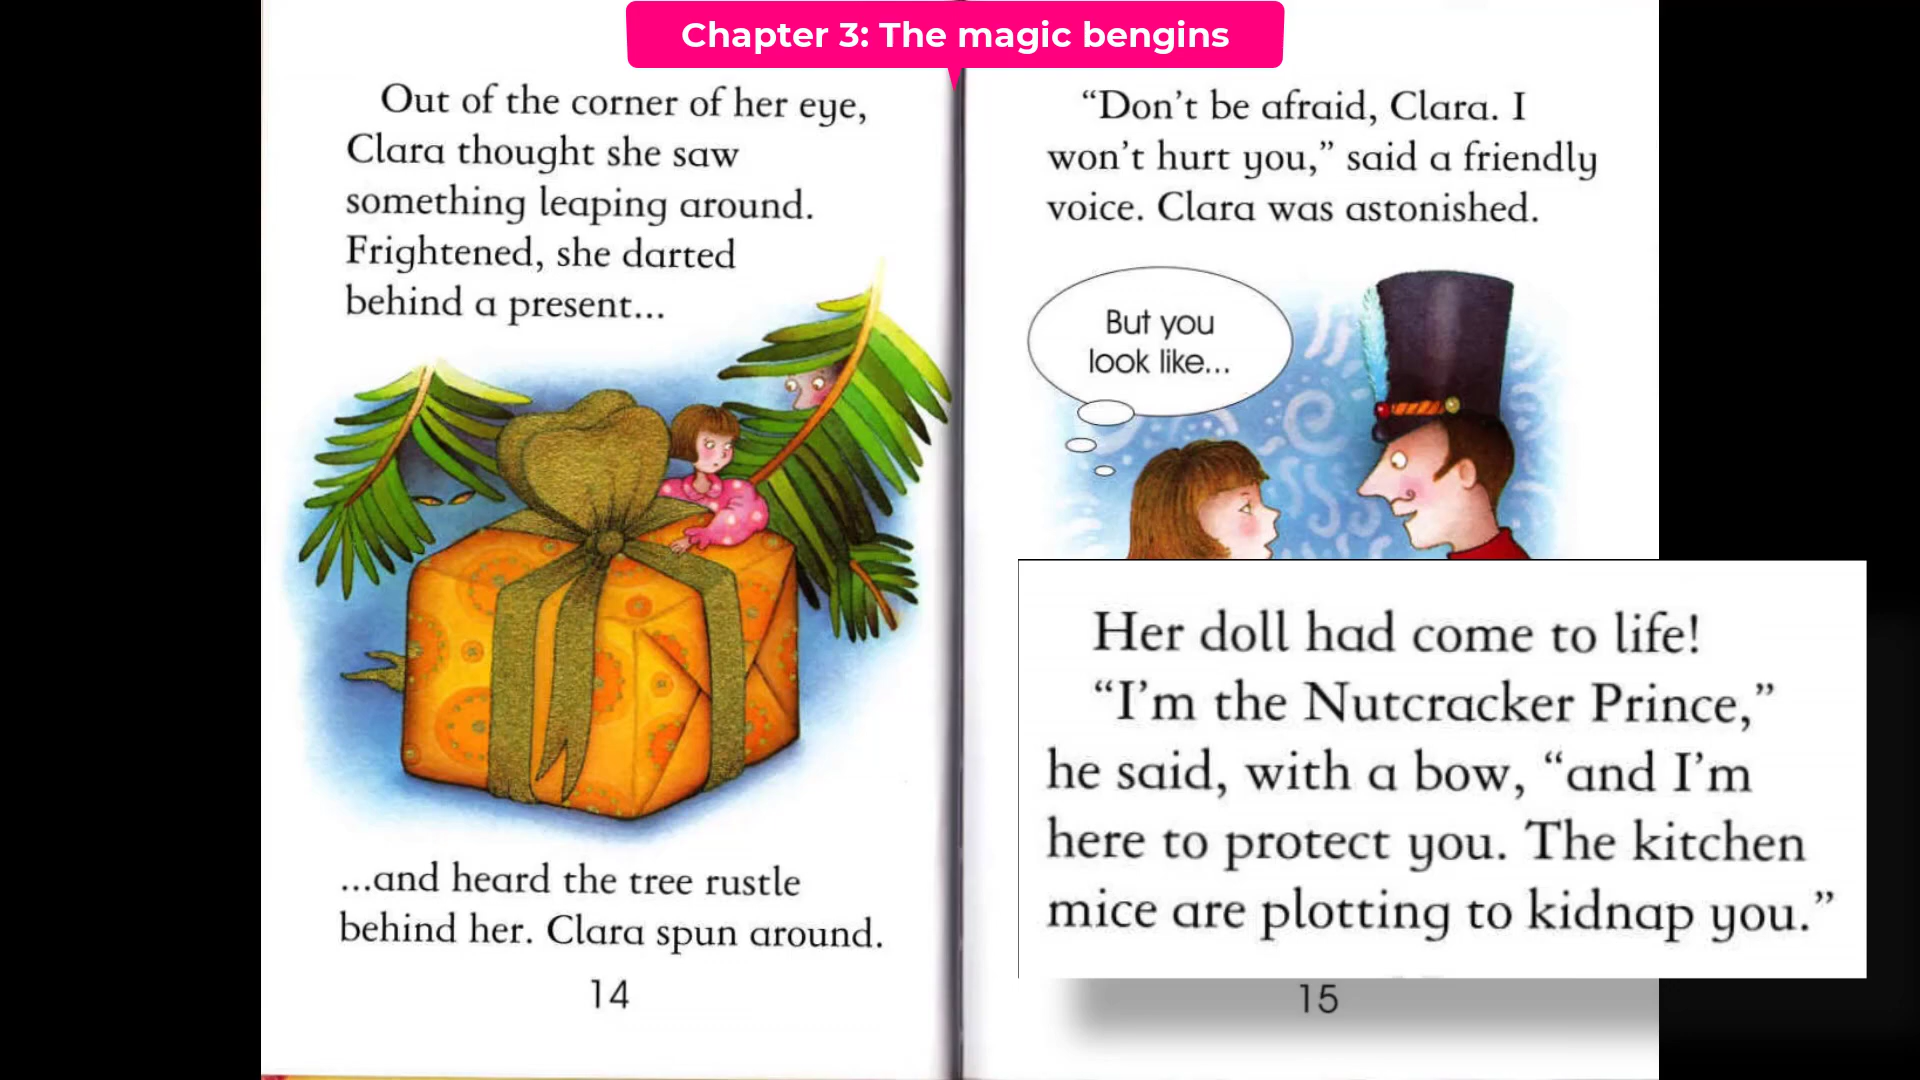 Chapter 3: The magic bengins
Out of the corner of her eye,
Clara thought she saw
something leaping around.
Frightened, she darted
behind a present...
...and heard the tree rustle
behind her. Clara spun around.
14
“Don’t be afraid, Clara. I
won’t hurt you,” said a friendly
voice. Clara was astonished.
But you
look like...
Her doll had come to life!
“I’m the Nutcracker Prince,”
he said, with a bow, “and I’m
here to protect you. The kitchen
mice are plotting to kidnap you.”
15